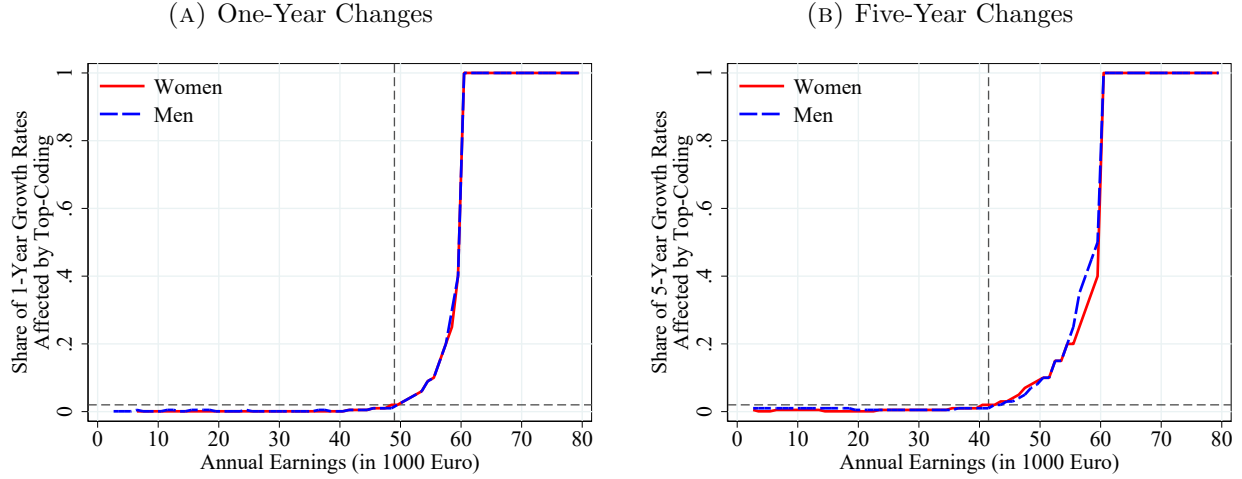 (A) One-Year Changes
Share of 1-Year Growth Rates
Affected by Top-Coding
1
.8
.6
.4
.2
0
Women
Men
0 10 20 30 40 50 60 70 80
Annual Earnings (in 1000 Euro)
(B) Five-Year Changes
Share of 5-Year Growth Rates
Affected by Top-Coding
1
.8
.6
.4
.2
0
Women
Men
0 10 20 30 40 50 60 70 80
Annual Earnings (in 1000 Euro)